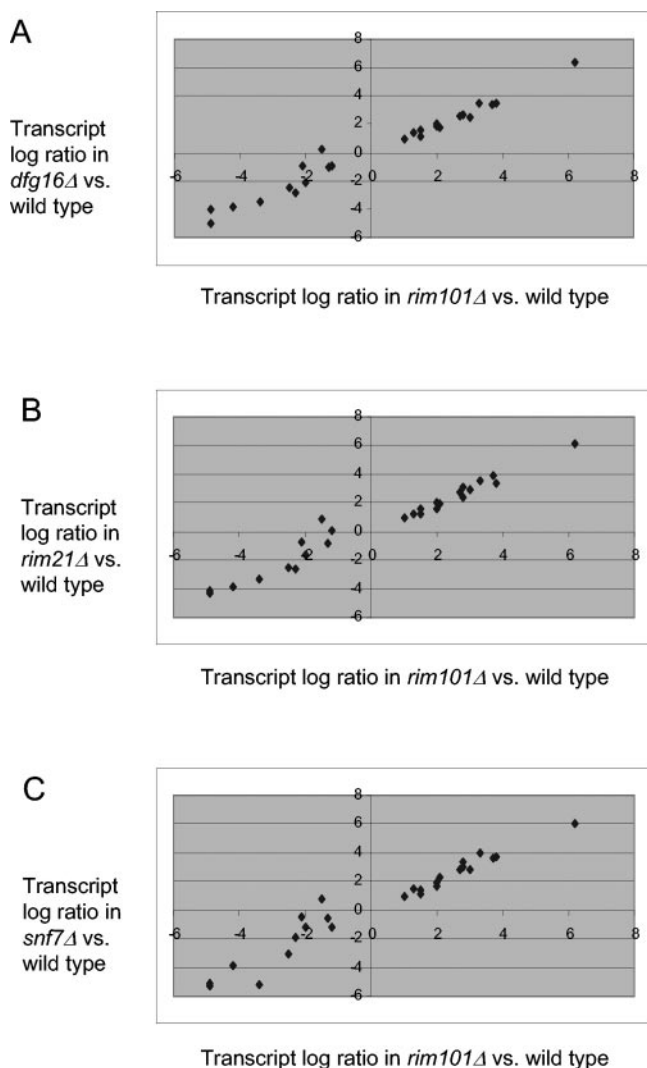 A
Transcript
log ratio in
dfg16Δ vs.
wild type
8
6
4
2
0
-6 -4 -2 0 2 4 6 8
-2
-4
-6
Transcript log ratio in rim101Δ vs. wild type
B
Transcript
log ratio in
rim21Δ vs.
wild type
8
6
4
2
0
-6 -4 -2 0 2 4 6 8
-2
-4
-6
Transcript log ratio in rim101Δ vs. wild type
C
Transcript
log ratio in
snf7Δ vs.
wild type
8
6
4
2
0
-6 -4 -2 0 2 4 6 8
-2
-4
-6
Transcript log ratio in rim101Δ vs. wild type